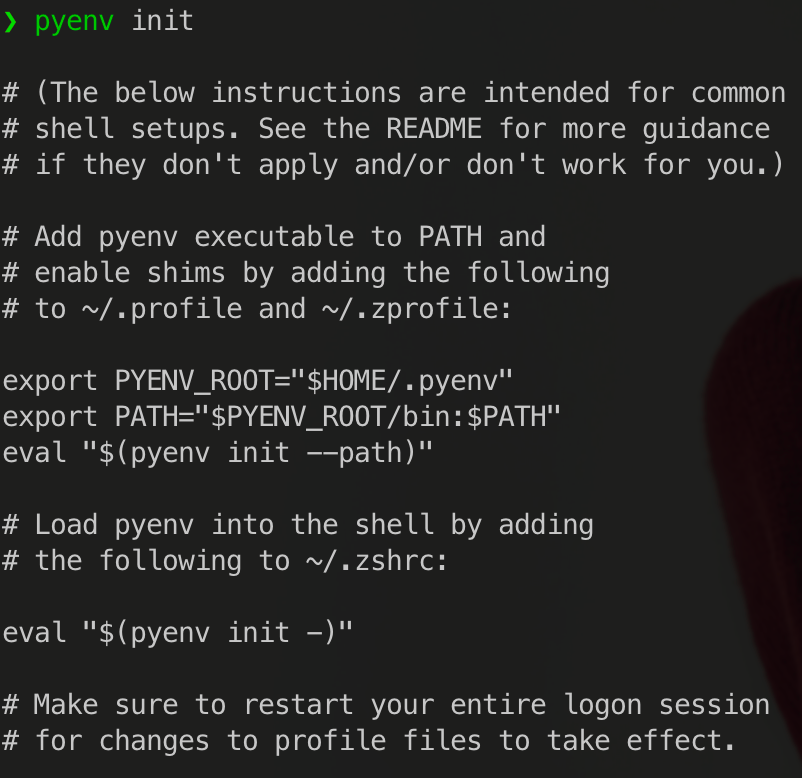 ❯ pyenv init
# (The below instructions are intended for common
# shell setups. See the README for more guidance
# if they don't apply and/or don't work for you.)
# Add pyenv executable to PATH and
# enable shims by adding the following
# to ~/.profile and ~/.zprofile:
export PYENV_ROOT="$HOME/.pyenv"
export PATH="$PYENV_ROOT/bin:$PATH"
eval "$(pyenv init --path)"
# Load pyenv into the shell by adding
# the following to ~/.zshrc:
eval "$(pyenv init -)"
# Make sure to restart your entire logon session
# for changes to profile files to take effect.